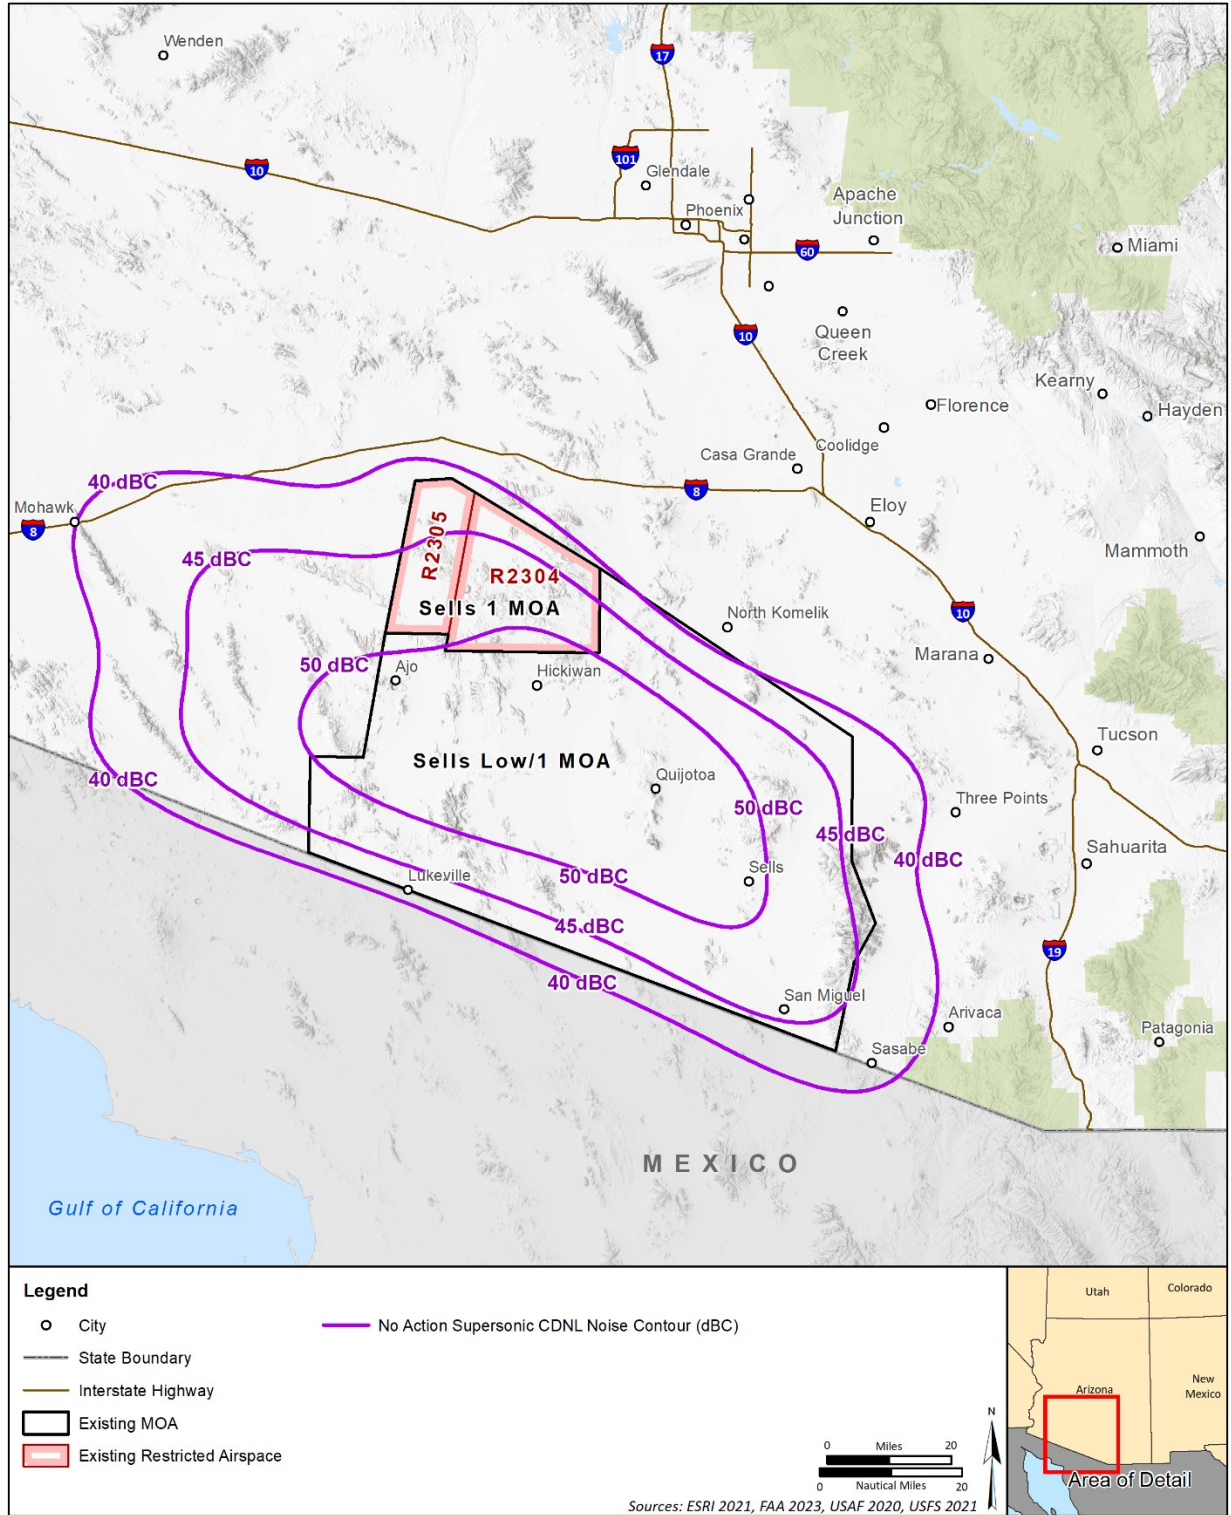 Wenden
17
101
10
Glendale
Phoenix
Apache
Junction
60
Miami
10
Queen
Creek
Kearny
Hayden
Florence
Coolidge
Casa Grande
8
Eloy
Mammoth
40 dBC
Mohawk
8
45 dBC
R2305
R2304
Sells 1 MOA
North Komelik
10
Marana
50 dBC
Ajo
Hickiwan
Tucson
Sells Low/1 MOA
40 dBC
Quijotoa
50 dBC
Three Points
45 dBC
40 dBC
Sahuarita
Lukeville
50 dBC
Sells
45 dBC
19
40 dBC
San Miguel
Arivaca
Patagonia
Sasabe
MEXICO
Gulf of California
Legend
City
State Boundary
Interstate Highway
Existing MOA
Existing Restricted Airspace
No Action Supersonic CDNL Noise Contour (dBC)
0 Miles 20
0 Nautical Miles 20
N
Sources: ESRI 2021, FAA 2023, USAF 2020, USFS 2021
Utah
Colorado
Arizona
New
Mexico
Area of Detail